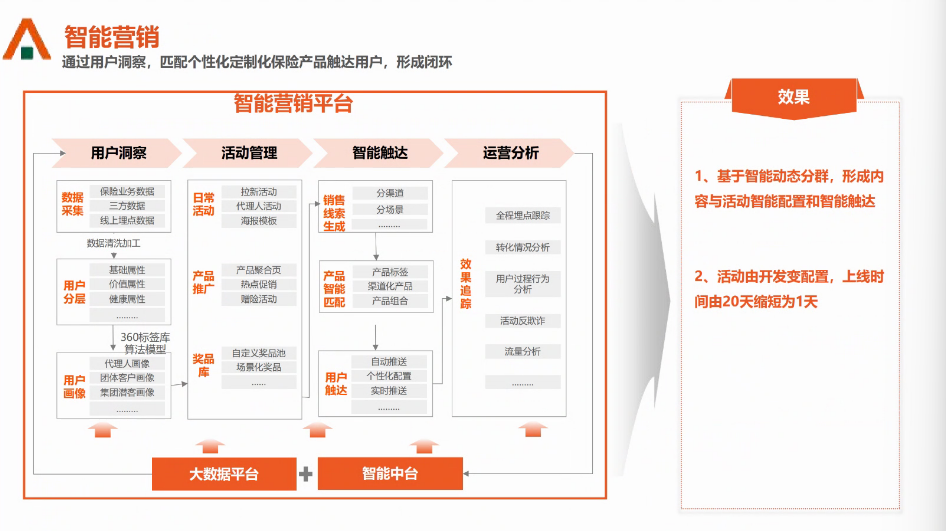 智能营销
通过用户洞察，匹配个性化定制化保险产品触达用户，形成闭环
智能营销平台
用户洞察
活动管理
智能触达
运营分析
数据
采集
保险业务数据
三方数据
线上埋点数据
数据清洗加工
用户
分层
基础属性
价值属性
健康属性
.........
360标签库
算法模型
用户
画像
代理人画像
团体客户画像
集团潜客画像
.........
日常
活动
拉新活动
代理人活动
海报模板
产品
推广
产品聚合页
热点促销
赠险活动
奖品
库
自定义奖品池
场景化奖品
......
销售
线索
生成
分渠道
分场景
.........
产品
智能
匹配
产品标签
渠道化产品
产品组合
用户
触达
自动推送
个性化配置
实时推送
.........
效
果
追
踪
全程埋点跟踪
转化情况分析
用户过程行为
分析
活动反欺诈
流量分析
.........
大数据平台
智能中台
效果
1、基于智能动态分群，形成内
容与活动智能配置和智能触达
2、活动由开发变配置，上线时
间由20天缩短为1天